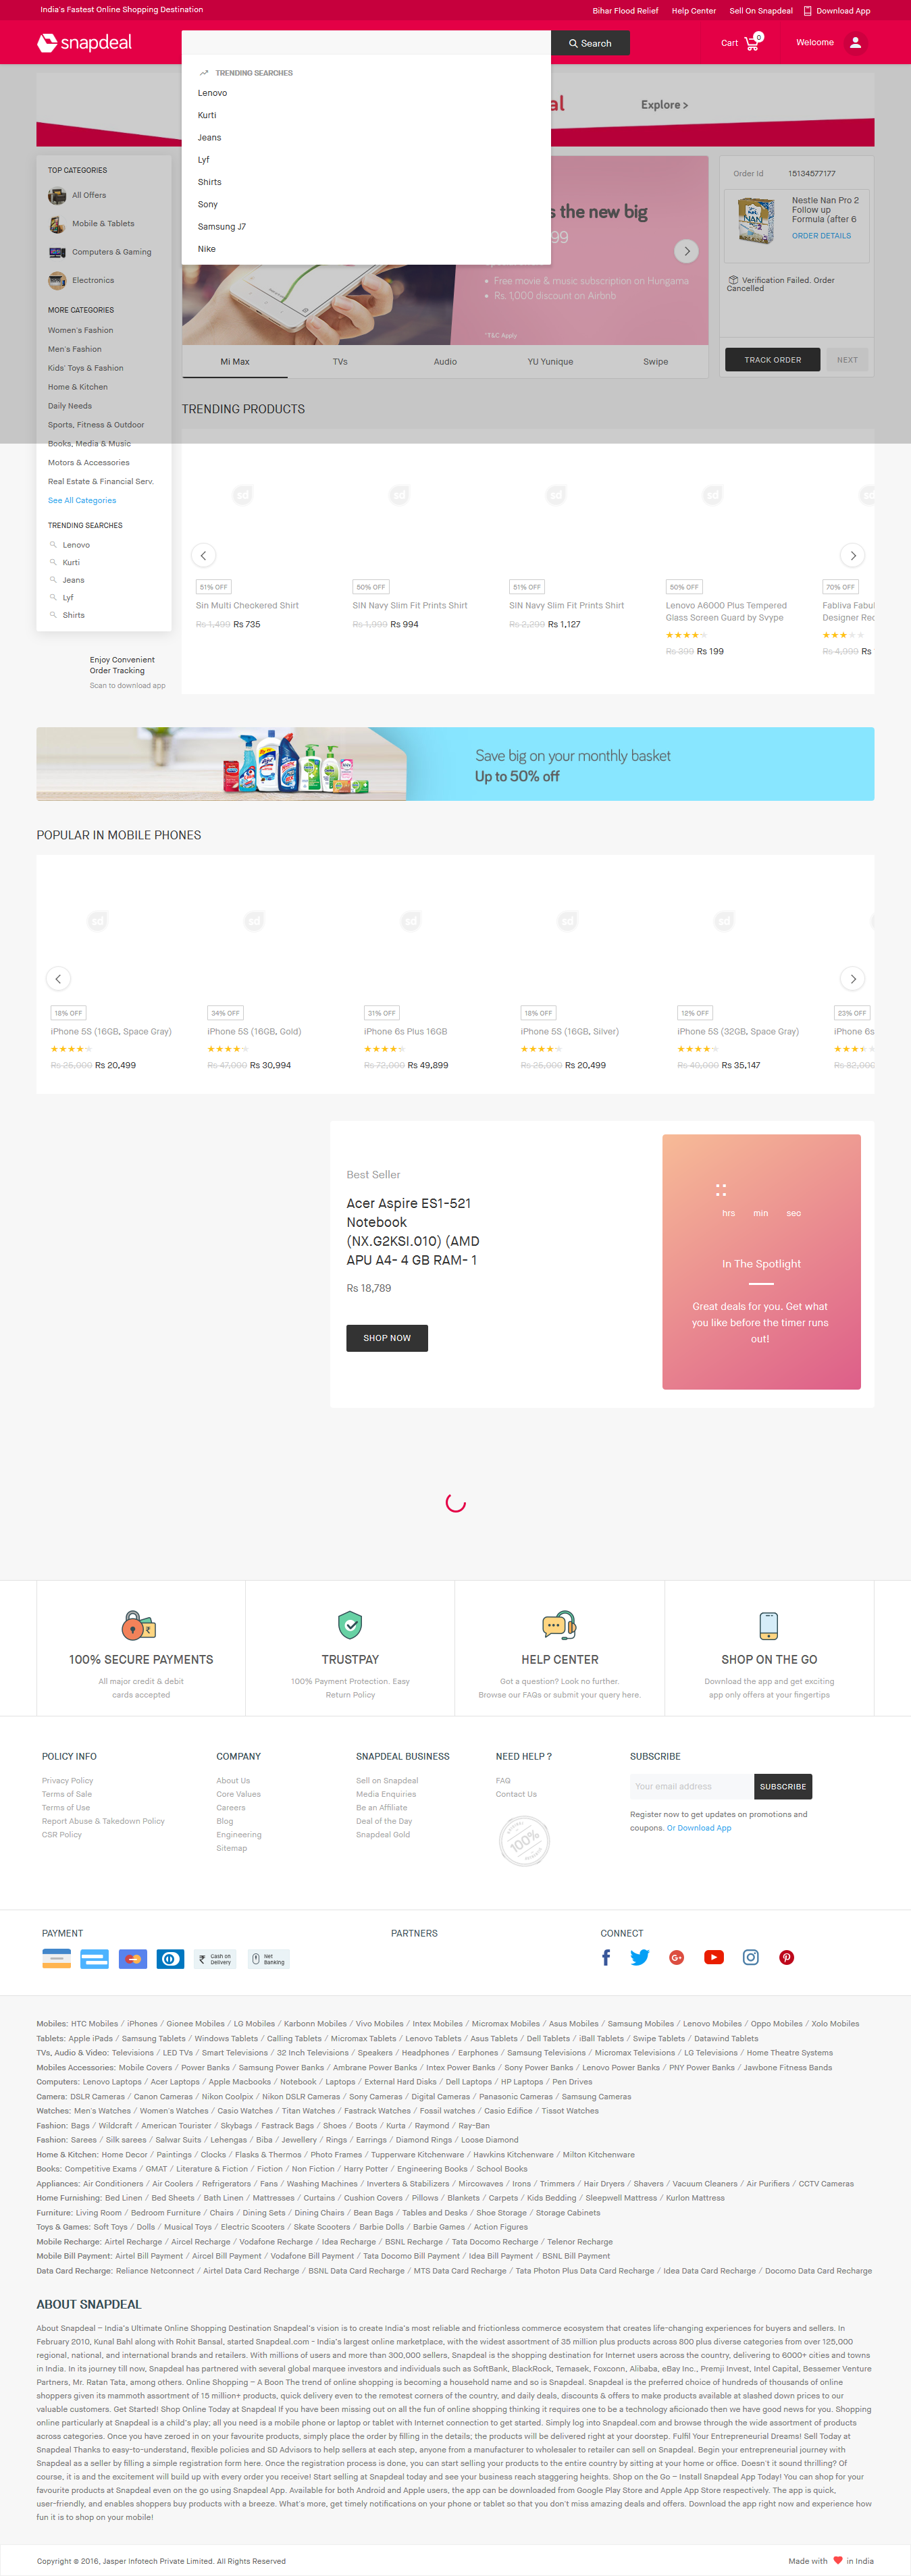 India's Fastest Online Shopping Destination
Bihar Flood Relief Help Center Sell On Snapdeal Download App
snapdeal
Search
Cart 0
Welcome
TRENDING SEARCHES
Lenovo
Kurti
Jeans
Lyf
Shirts
Sony
Samsung J7
Nike
al
Explore >
TOP CATEGORIES
All Offers
Mobile & Tablets
Computers & Gaming
Electronics
MORE CATEGORIES
Women's Fashion
Men's Fashion
Kids' Toys & Fashion
Home & Kitchen
Daily Needs
Sports, Fitness & Outdoor
Books, Media & Music
Motors & Accessories
Real Estate & Financial Serv.
See All Categories
TRENDING SEARCHES
Lenovo
Kurti
Jeans
Lyf
Shirts
Enjoy Convenient
Order Tracking
Scan to download app
s the new big
99
Free movie & music subscription on Hungama
Rs. 1,000 discount on Airbnb
*T&C Apply
Mi Max TVs Audio YU Yunique Swipe
Order Id 15134577177
Nestle Nan Pro 2
Follow up
Formula (after 6
ORDER DETAILS
Verification Failed. Order
Cancelled
TRACK ORDER NEXT
TRENDING PRODUCTS
sd sd sd sd sd
51% OFF 50% OFF 51% OFF 50% OFF 70% OFF
Sin Multi Checkered Shirt SIN Navy Slim Fit Prints Shirt SIN Navy Slim Fit Prints Shirt Lenovo A6000 Plus Tempered Fabliva Fabul
Glass Screen Guard by Svype Designer Rec
Rs 1,499 Rs 735 Rs 1,999 Rs 994 Rs 2,299 Rs 1,127
Rs 399 Rs 199 Rs 4,999 Rs
Save big on your monthly basket
Up to 50% off
POPULAR IN MOBILE PHONES
sd sd sd sd sd
18% OFF 34% OFF 31% OFF 18% OFF 12% OFF 23% OFF
iPhone 5S (16GB, Space Gray) iPhone 5S (16GB, Gold) iPhone 6s Plus 16GB iPhone 5S (16GB, Silver) iPhone 5S (32GB, Space Gray) iPhone 6s
Rs 25,000 Rs 20,499 Rs 47,000 Rs 30,994 Rs 72,000 Rs 49,899 Rs 25,000 Rs 20,499 Rs 40,000 Rs 35,147 Rs 82,000
Best Seller
Acer Aspire ES1-521
Notebook
(NX.G2KSI.010) (AMD
APU A4- 4 GB RAM- 1
Rs 18,789
SHOP NOW
: :
hrs min sec
In The Spotlight
Great deals for you. Get what
you like before the timer runs
out!
100% SECURE PAYMENTS
All major credit & debit
cards accepted
TRUSTPAY
100% Payment Protection. Easy
Return Policy
HELP CENTER
Got a question? Look no further.
Browse our FAQs or submit your query here.
SHOP ON THE GO
Download the app and get exciting
app only offers at your fingertips
POLICY INFO
Privacy Policy
Terms of Sale
Terms of Use
Report Abuse & Takedown Policy
CSR Policy
COMPANY
About Us
Core Values
Careers
Blog
Engineering
Sitemap
SNAPDEAL BUSINESS
Sell on Snapdeal
Media Enquiries
Be an Affiliate
Deal of the Day
Snapdeal Gold
NEED HELP ?
FAQ
Contact Us
100%
SUBSCRIBE
Your email address SUBSCRIBE
Register now to get updates on promotions and
coupons. Or Download App
PAYMENT
Cash on
Delivery
Net
Banking
PARTNERS
CONNECT
Mobiles: HTC Mobiles / iPhones / Gionee Mobiles / LG Mobiles / Karbonn Mobiles / Vivo Mobiles / Intex Mobiles / Micromax Mobiles / Asus Mobiles / Samsung Mobiles / Lenovo Mobiles / Oppo Mobiles / Xolo Mobiles
Tablets: Apple iPads / Samsung Tablets / Windows Tablets / Calling Tablets / Micromax Tablets / Lenovo Tablets / Asus Tablets / Dell Tablets / iBall Tablets / Swipe Tablets / Datawind Tablets
TVs, Audio & Video: Televisions / LED TVs / Smart Televisions / 32 Inch Televisions / Speakers / Headphones / Earphones / Samsung Televisions / Micromax Televisions / LG Televisions / Home Theatre Systems
Mobiles Accessories: Mobile Covers / Power Banks / Samsung Power Banks / Ambrane Power Banks / Intex Power Banks / Sony Power Banks / Lenovo Power Banks / PNY Power Banks / Jawbone Fitness Bands
Computers: Lenovo Laptops / Acer Laptops / Apple Macbooks / Notebook / Laptops / External Hard Disks / Dell Laptops / HP Laptops / Pen Drives
Camera: DSLR Cameras / Canon Cameras / Nikon Coolpix / Nikon DSLR Cameras / Sony Cameras / Digital Cameras / Panasonic Cameras / Samsung Cameras
Watches: Men's Watches / Women's Watches / Casio Watches / Titan Watches / Fastrack Watches / Fossil watches / Casio Edifice / Tissot Watches
Fashion: Bags / Wildcraft / American Tourister / Skybags / Fastrack Bags / Shoes / Boots / Kurta / Raymond / Ray-Ban
Fashion: Sarees / Silk sarees / Salwar Suits / Lehengas / Biba / Jewellery / Rings / Earrings / Diamond Rings / Loose Diamond
Home & Kitchen: Home Decor / Paintings / Clocks / Flasks & Thermos / Photo Frames / Tupperware Kitchenware / Hawkins Kitchenware / Milton Kitchenware
Books: Competitive Exams / GMAT / Literature & Fiction / Fiction / Non Fiction / Harry Potter / Engineering Books / School Books
Appliances: Air Conditioners / Air Coolers / Refrigerators / Fans / Washing Machines / Inverters & Stabilizers / Mircowaves / Irons / Trimmers / Hair Dryers / Shavers / Vacuum Cleaners / Air Purifiers / CCTV Cameras
Home Furnishing: Bed Linen / Bed Sheets / Bath Linen / Mattresses / Curtains / Cushion Covers / Pillows / Blankets / Carpets / Kids Bedding / Sleepwell Mattress / Kurlon Mattress
Furniture: Living Room / Bedroom Furniture / Chairs / Dining Sets / Dining Chairs / Bean Bags / Tables and Desks / Shoe Storage / Storage Cabinets
Toys & Games: Soft Toys / Dolls / Musical Toys / Electric Scooters / Skate Scooters / Barbie Dolls / Barbie Games / Action Figures
Mobile Recharge: Airtel Recharge / Aircel Recharge / Vodafone Recharge / Idea Recharge / BSNL Recharge / Tata Docomo Recharge / Telenor Recharge
Mobile Bill Payment: Airtel Bill Payment / Aircel Bill Payment / Vodafone Bill Payment / Tata Docomo Bill Payment / Idea Bill Payment / BSNL Bill Payment
Data Card Recharge: Reliance Netconnect / Airtel Data Card Recharge / BSNL Data Card Recharge / MTS Data Card Recharge / Tata Photon Plus Data Card Recharge / Idea Data Card Recharge / Docomo Data Card Recharge
ABOUT SNAPDEAL
About Snapdeal – India's Ultimate Online Shopping Destination Snapdeal's vision is to create India's most reliable and frictionless commerce ecosystem that creates life-changing experiences for buyers and sellers. In
February 2010, Kunal Bahl along with Rohit Bansal, started Snapdeal.com - India's largest online marketplace, with the widest assortment of 35 million plus products across 800 plus diverse categories from over 125,000
regional, national, and international brands and retailers. With millions of users and more than 300,000 sellers, Snapdeal is the shopping destination for Internet users across the country, delivering to 6000+ cities and towns
in India. In its journey till now, Snapdeal has partnered with several global marquee investors and individuals such as SoftBank, BlackRock, Temasek, Foxconn, Alibaba, eBay Inc., Premji Invest, Intel Capital, Bessemer Venture
Partners, Mr. Ratan Tata, among others. Online Shopping – A Boon The trend of online shopping is becoming a household name and so is Snapdeal. Snapdeal is the preferred choice of hundreds of thousands of online
shoppers given its mammoth assortment of 15 million+ products, quick delivery even to the remotest corners of the country, and daily deals, discounts & offers to make products available at slashed down prices to our
valuable customers. Get Started! Shop Online Today at Snapdeal If you have been missing out on all the fun of online shopping thinking it requires one to be a technology aficionado then we have good news for you. Shopping
online particularly at Snapdeal is a child's play; all you need is a mobile phone or laptop or tablet with Internet connection to get started. Simply log into Snapdeal.com and browse through the wide assortment of products
across categories. Once you have zeroed in on your favourite products, simply place the order by filling in the details; the products will be delivered right at your doorstep. Fulfil Your Entrepreneurial Dreams! Sell Today at
Snapdeal Thanks to easy-to-understand, flexible policies and SD Advisors to help sellers at each step, anyone from a manufacturer to wholesaler to retailer can sell on Snapdeal. Begin your entrepreneurial journey with
Snapdeal as a seller by filling a simple registration form here. Once the registration process is done, you can start selling your products to the entire country by sitting at your home or office. Doesn't it sound thrilling? Of
course, it is and the excitement will build up with every order you receive! Start selling at Snapdeal today and see your business reach staggering heights. Shop on the Go – Install Snapdeal App Today! You can shop for your
favourite products at Snapdeal even on the go using Snapdeal App. Available for both Android and Apple users, the app can be downloaded from Google Play Store and Apple App Store respectively. The app is quick,
user-friendly, and enables shoppers buy products with a breeze. What's more, get timely notifications on your phone or tablet so that you don't miss amazing deals and offers. Download the app right now and experience how
fun it is to shop on your mobile!
Copyright © 2016, Jasper Infotech Private Limited. All Rights Reserved
Made with ❤ in India